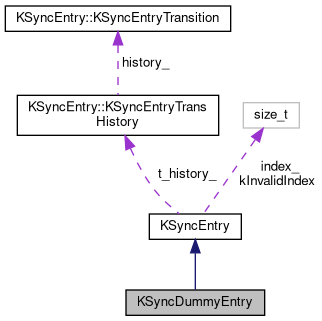 KSyncEntry::KSyncEntryTransition
history_
KSyncEntry::KSyncEntryTrans
History
size_t
t_history_
index_
kInvalidIndex
KSyncEntry
KSyncDummyEntry